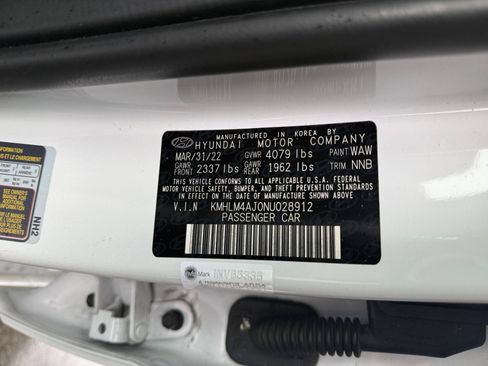 MANUFACTURED IN KOREA BY
HYUNDAI MOTOR COMPANY
MAR/31/22 GVWR 4079 lbs PAINT WAW
GAWR FRONT 2337 lbs GAWR REAR 1962 lbs TRIM NNB
THIS VEHICLE CONFORMS TO ALL APPLICABLE U.S.A. FEDERAL
MOTOR VEHICLE SAFETY, BUMPER, AND THEFT PREVENTION STANDARDS
IN EFFECT ON THE DATE OF MANUFACTURE SHOWN ABOVE.
V.I.N KMHLM4AJ0NU028912
PASSENGER CAR
Mark
NH2